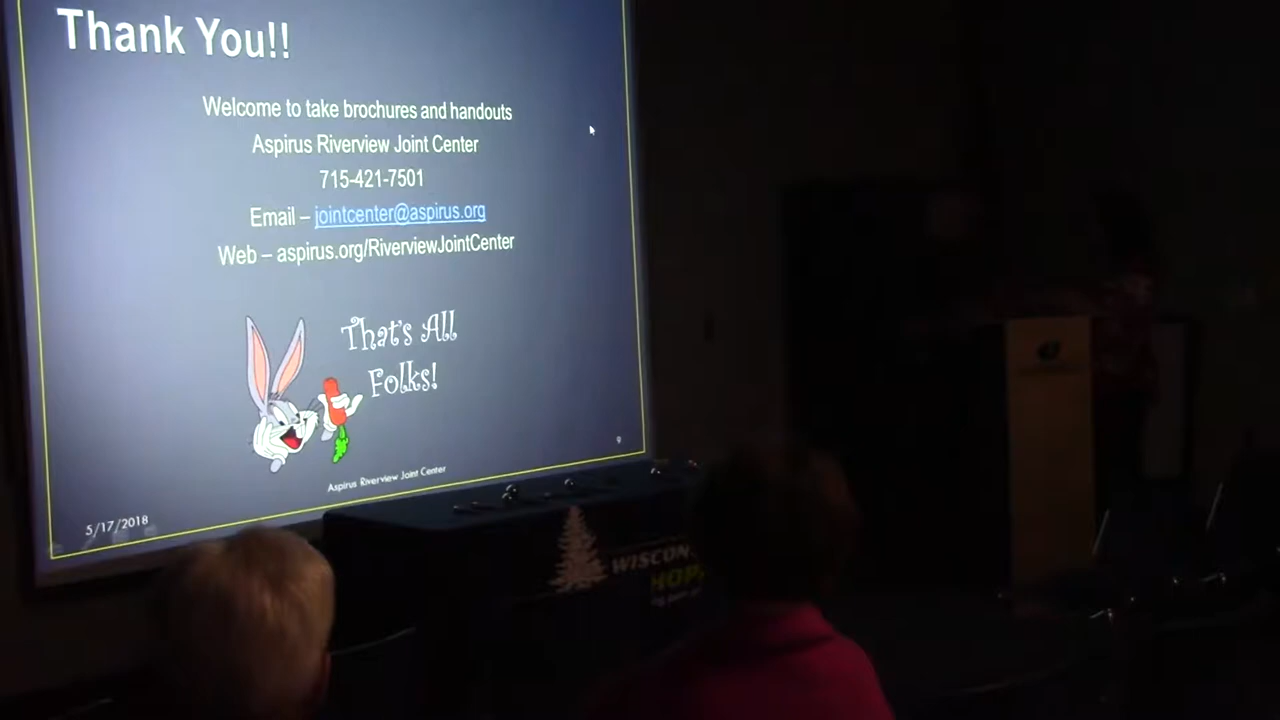 Thank You!!
Welcome to take brochures and handouts
Aspirus Riverview Joint Center
715-421-7501
Email – jointcenter@aspirus.org
Web – aspirus.org/RiverviewJointCenter
That's All
Folks!
9
Aspirus Riverview Joint Center
5/17/2018